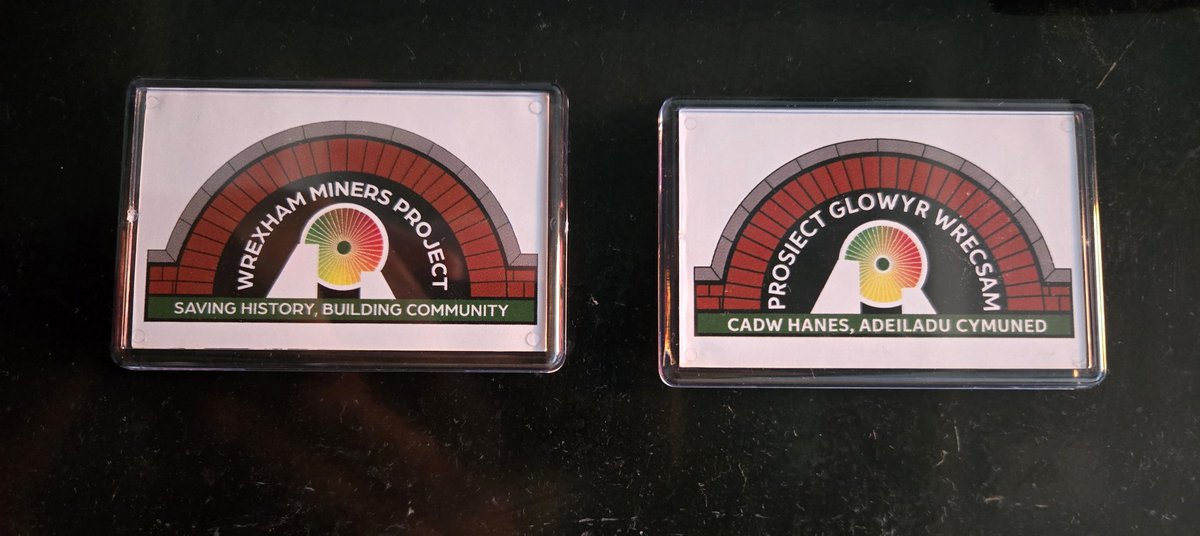 WREXHAM MINERS PROJECT
SAVING HISTORY, BUILDING COMMUNITY
PROSIECT GLOWYR WRECSAM
CADW HANES, ADEILADU CYMUNED